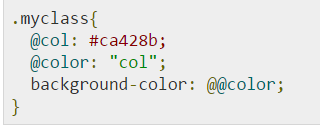 .myclass{
  @col: #ca428b;
  @color: "col";
  background-color: @@color;
}